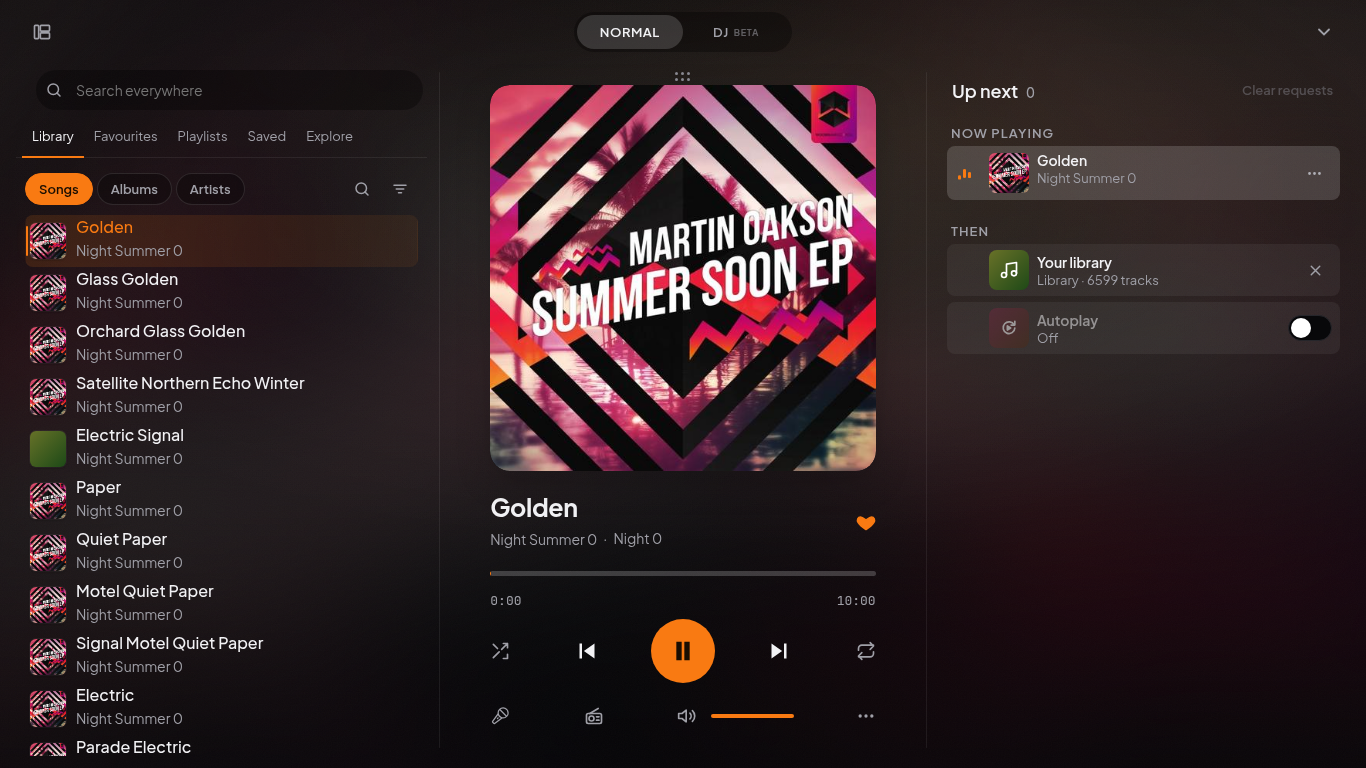 NORMAL
DJ BETA
Search everywhere
Library
Favourites
Playlists
Saved
Explore
Songs
Albums
Artists
Golden
Night Summer 0
Glass Golden
Night Summer 0
Orchard Glass Golden
Night Summer 0
Satellite Northern Echo Winter
Night Summer 0
Electric Signal
Night Summer 0
Paper
Night Summer 0
Quiet Paper
Night Summer 0
Motel Quiet Paper
Night Summer 0
Signal Motel Quiet Paper
Night Summer 0
Electric
Night Summer 0
Parade Electric
MARTIN OAKSON
SUMMER SOON EP
Golden
Night Summer 0 · Night 0
0:00
10:00
Up next 0
Clear requests
NOW PLAYING
Golden
Night Summer 0
THEN
Your library
Library · 6599 tracks
Autoplay
Off